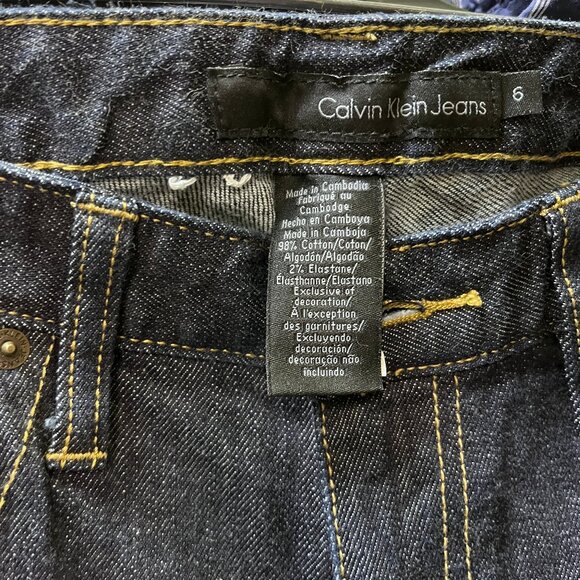 Calvin Klein Jeans
6
Made in Cambodia
Fabriqué au
Cambodge
Hecho en Camboya
Made in Camboja
98% Cotton/Coton/
Algodón/Algodão
2% Elastane/
Élasthanne/Elastano
Exclusive of
decoration/
À l'exception
des garnitures/
Excluyendo
decoración/
decoração não
incluindo.